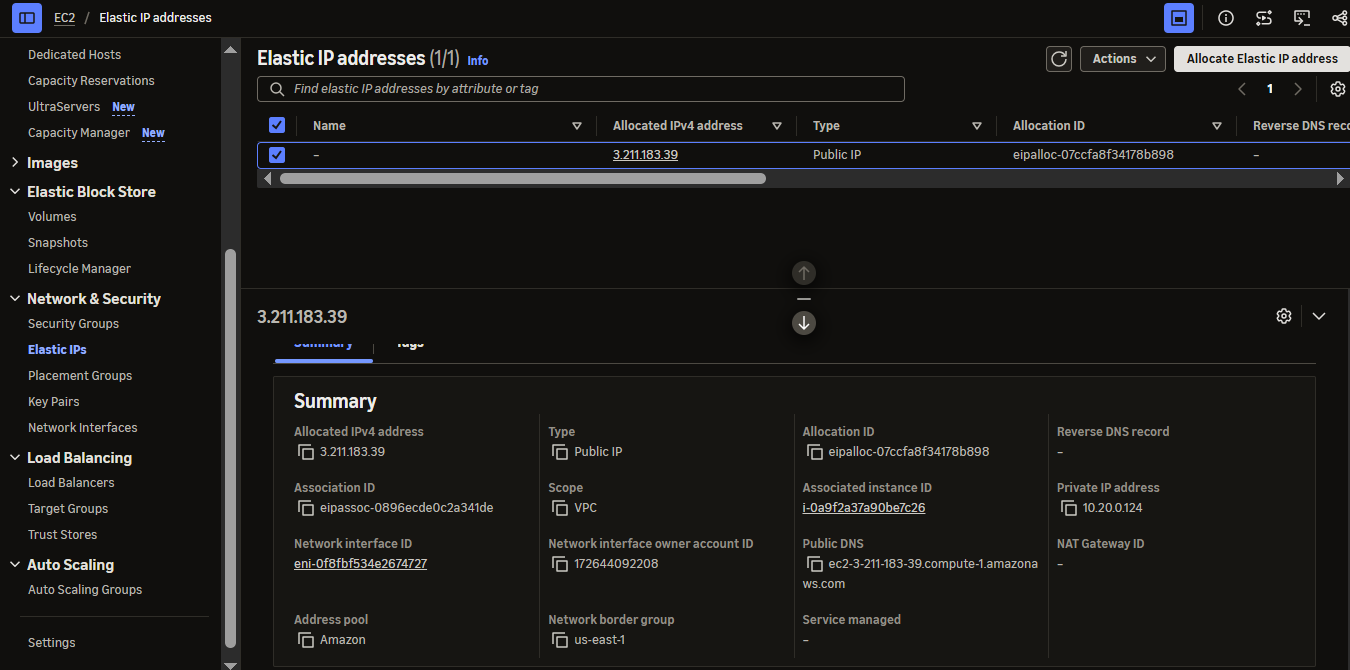 EC2 / Elastic IP addresses
Dedicated Hosts
Capacity Reservations
UltraServers New
Capacity Manager New
Images
Elastic Block Store
Volumes
Snapshots
Lifecycle Manager
Network & Security
Security Groups
Elastic IPs
Placement Groups
Key Pairs
Network Interfaces
Load Balancing
Load Balancers
Target Groups
Trust Stores
Auto Scaling
Auto Scaling Groups
Settings
Elastic IP addresses (1/1) Info
Actions
Allocate Elastic IP address
Find elastic IP addresses by attribute or tag
1
Name Allocated IPv4 address Type Allocation ID Reverse DNS reco
– 3.211.183.39 Public IP eipalloc-07ccfa8f34178b898 –
3.211.183.39
Summary Tags
Summary
Allocated IPv4 address
3.211.183.39
Type
Public IP
Allocation ID
eipalloc-07ccfa8f34178b898
Reverse DNS record
–
Association ID
eipassoc-0896ecde0c2a341de
Scope
VPC
Associated instance ID
i-0a9f2a37a90be7c26
Private IP address
10.20.0.124
Network interface ID
eni-0f8fbf534e2674727
Network interface owner account ID
172644092208
Public DNS
ec2-3-211-183-39.compute-1.amazona
ws.com
NAT Gateway ID
–
Address pool
Amazon
Network border group
us-east-1
Service managed
–